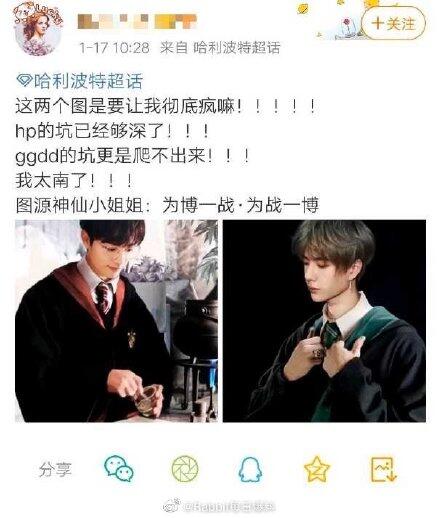 LUCKY
1-17 10:28 来自 哈利波特超话
+关注
哈利波特超话
这两个图是要让我彻底疯嘛！！！！！
hp的坑已经够深了！！！
ggdd的坑更是爬不出来！！！
我太南了！！！
图源神仙小姐姐：为博一战·为战一博
分享